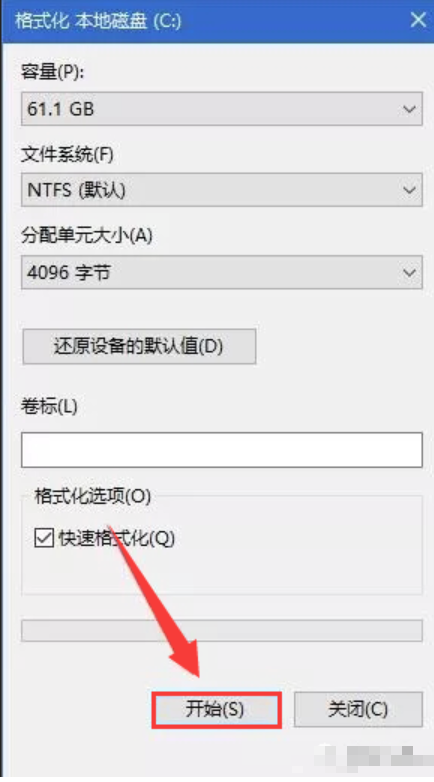 格式化 本地磁盘 (C:)
容量(P):
61.1 GB
文件系统(F)
NTFS (默认)
分配单元大小(A)
4096 字节
还原设备的默认值(D)
卷标(L)
格式化选项(O)
快速格式化(Q)
开始(S)
关闭(C)